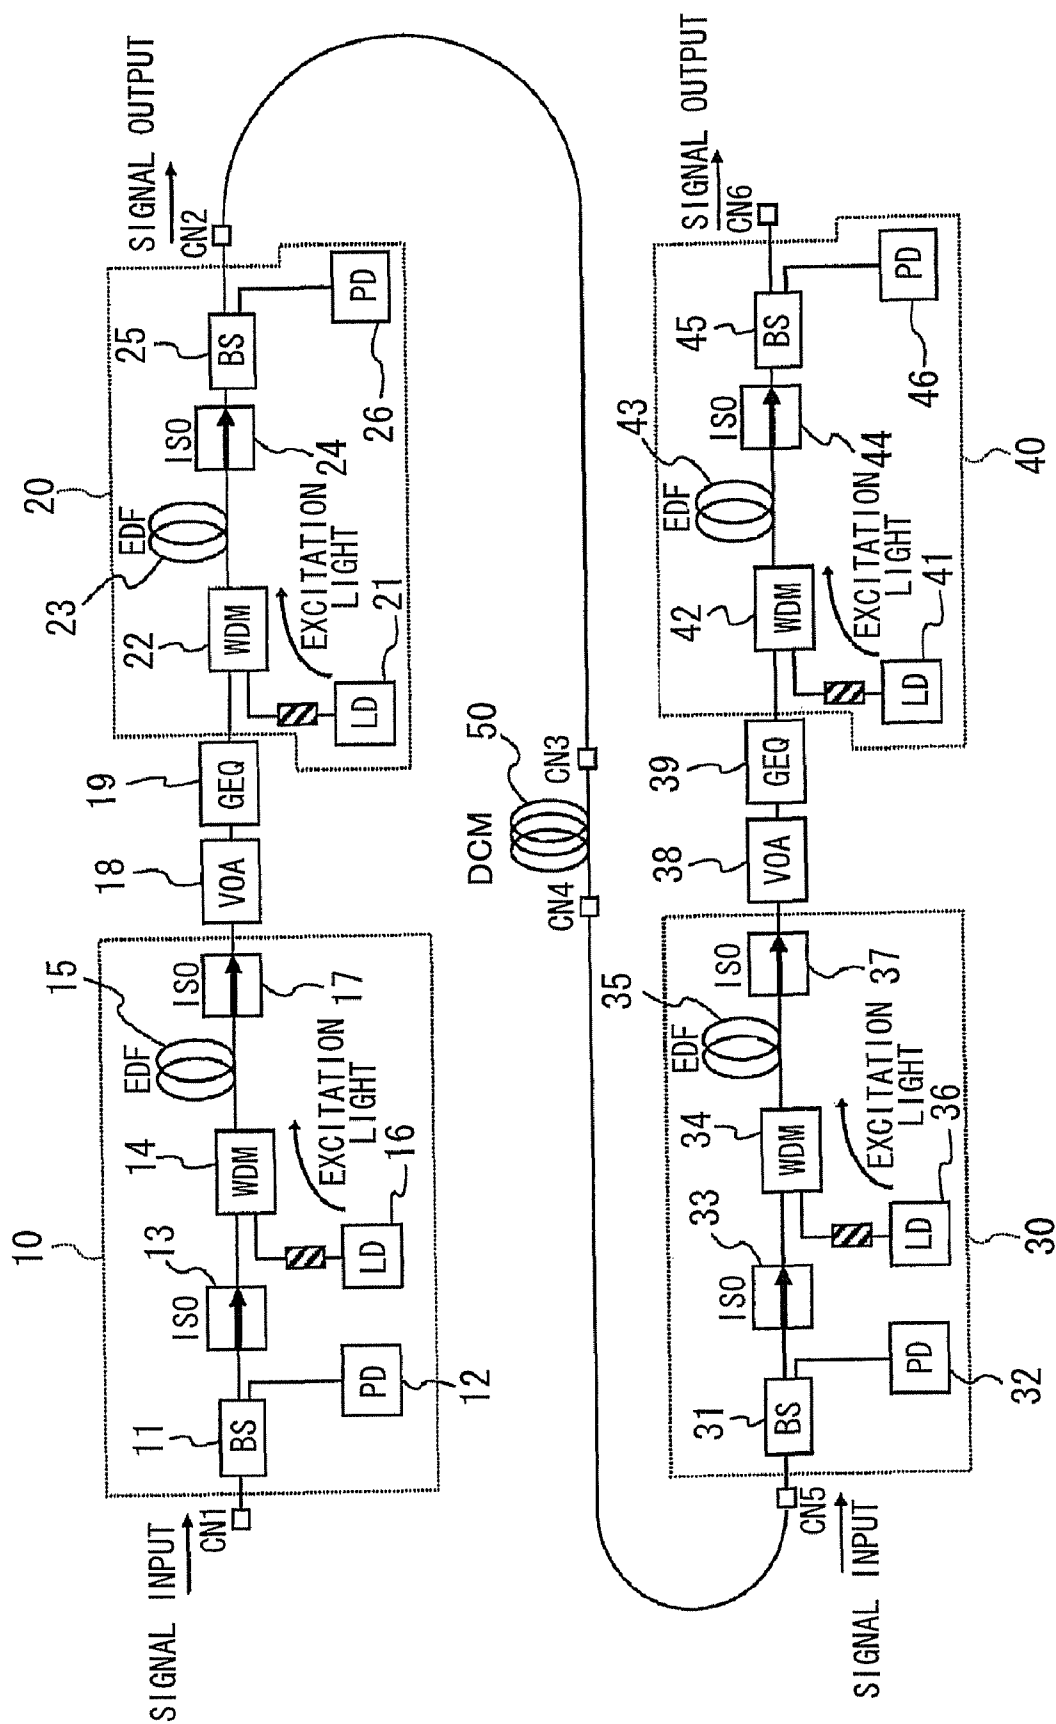 SIGNAL INPUT
CN1
10
11
BS
PD
12
13
ISO
14
WDM
EXCITATION
LIGHT
LD
16
15
EDF
ISO
17
18
VOA
19
GEQ
20
22
WDM
EXCITATION
LIGHT
LD
21
23
EDF
ISO
24
25
BS
PD
26
CN2
SIGNAL OUTPUT
CN3
50
DCM
CN4
SIGNAL INPUT
CN5
30
31
BS
PD
32
33
ISO
34
WDM
EXCITATION
LIGHT
LD
36
35
EDF
ISO
37
38
VOA
39
GEQ
40
42
WDM
EXCITATION
LIGHT
LD
41
43
EDF
ISO
44
45
BS
PD
46
CN6
SIGNAL OUTPUT